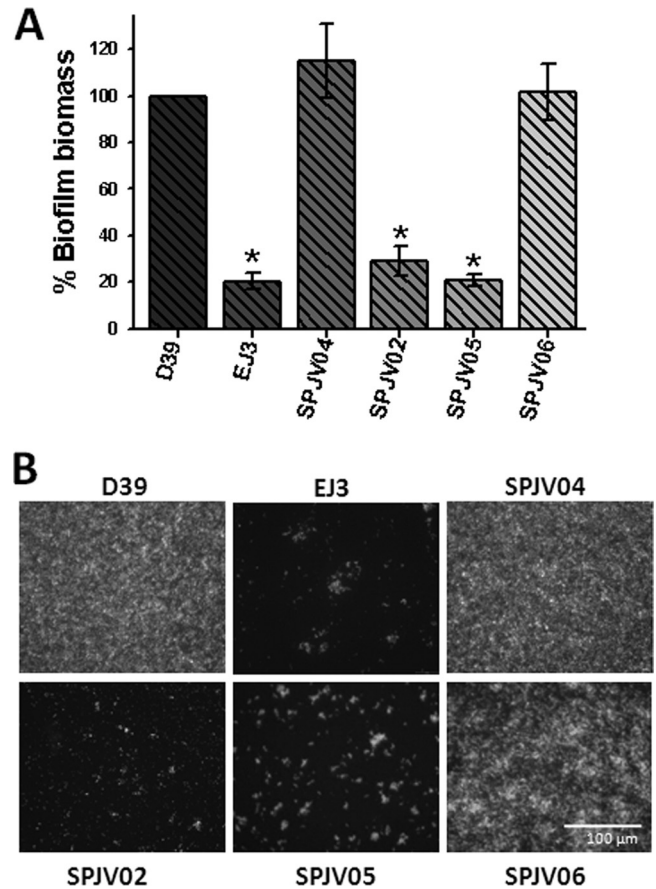 A
% Biofilm biomass
120
100
80
60
40
20
0
*
*
*
D39
EJ3
SPJV04
SPJV02
SPJV05
SPJV06
B
D39 EJ3 SPJV04
100 µm
SPJV02 SPJV05 SPJV06